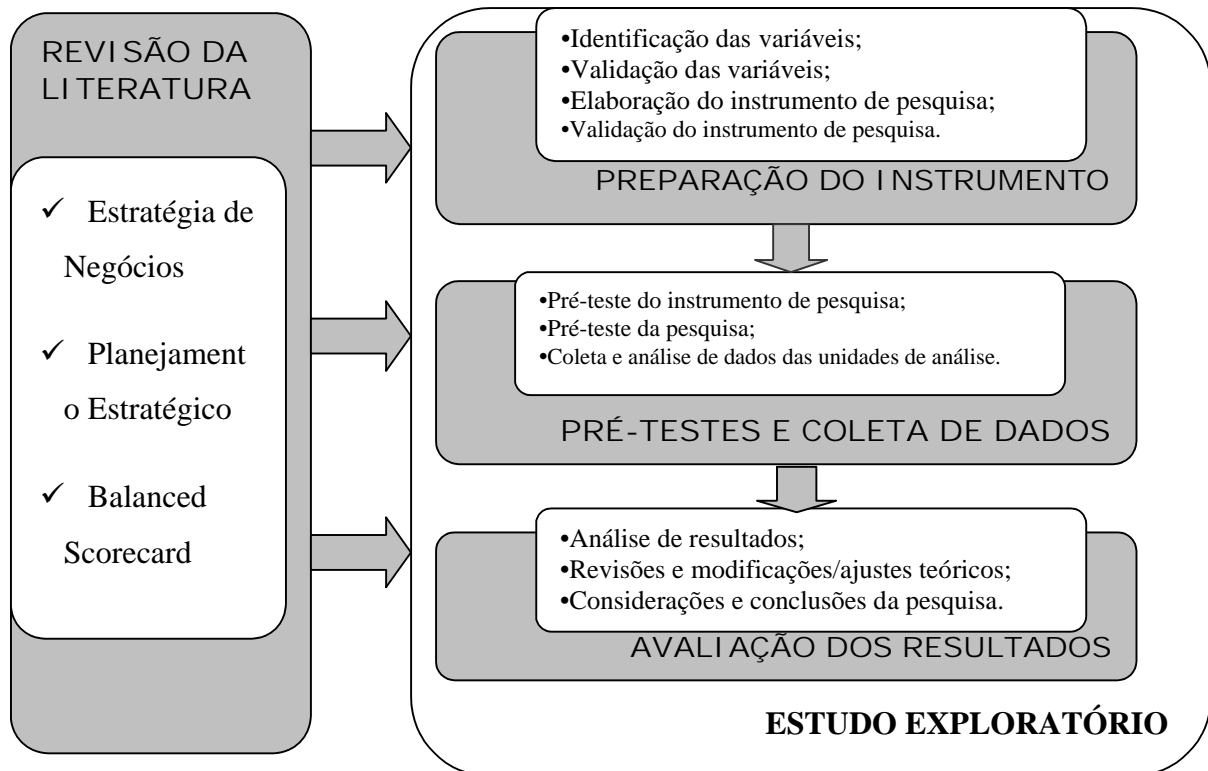 REVISÃO DA
LITERATURA
✓ Estratégia de
Negócios
✓ Planejament
o Estratégico
✓ Balanced
Scorecard
•Identificação das variáveis;
•Validação das variáveis;
•Elaboração do instrumento de pesquisa;
•Validação do instrumento de pesquisa.
PREPARAÇÃO DO INSTRUMENTO
•Pré-teste do instrumento de pesquisa;
•Pré-teste da pesquisa;
•Coleta e análise de dados das unidades de análise.
PRÉ-TESTES E COLETA DE DADOS
•Análise de resultados;
•Revisões e modificações/ajustes teóricos;
•Considerações e conclusões da pesquisa.
AVALIAÇÃO DOS RESULTADOS
ESTUDO EXPLORATÓRIO